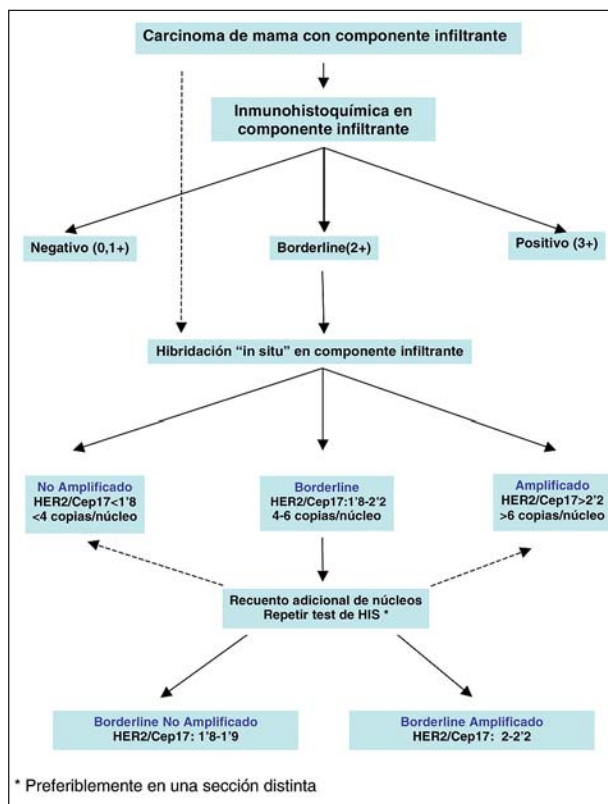 Carcinoma de mama con componente infiltrante
Inmunohistoquímica en
componente infiltrante
Negativo (0,1+)
Borderline(2+)
Positivo (3+)
Hibridación “in situ” en componente infiltrante
No Amplificado
HER2/Cep17<1'8
<4 copias/núcleo
Borderline
HER2/Cep17:1'8-2'2
4-6 copias/núcleo
Amplificado
HER2/Cep17>2'2
>6 copias/núcleo
Recuento adicional de núcleos
Repetir test de HIS *
Borderline No Amplificado
HER2/Cep17: 1'8-1'9
Borderline Amplificado
HER2/Cep17: 2-2'2
* Preferiblemente en una sección distinta